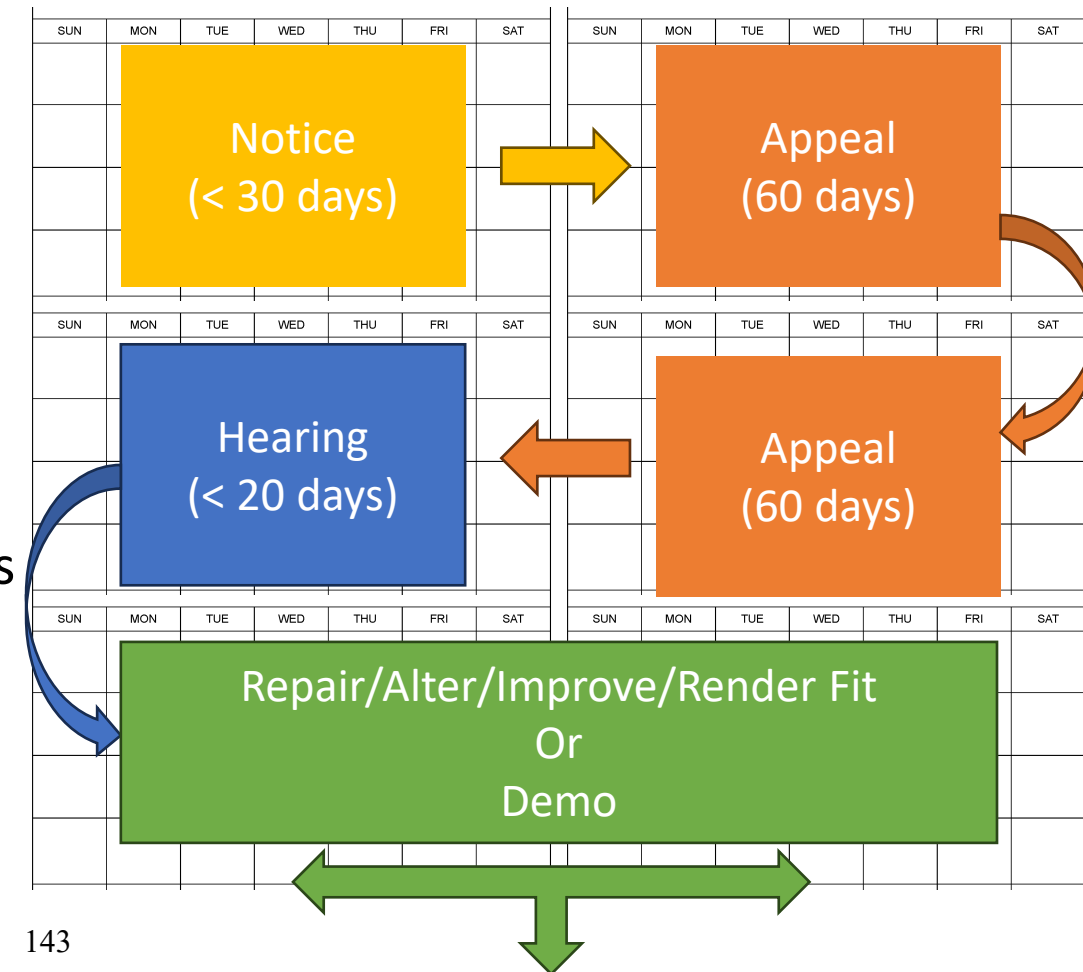 SUN MON TUE WED THU FRI SAT SUN MON TUE WED THU FRI SAT
Notice
(< 30 days)
Appeal
(60 days)
SUN MON TUE WED THU FRI SAT SUN MON TUE WED THU FRI SAT
Hearing
(< 20 days)
Appeal
(60 days)
s
SUN MON TUE WED THU FRI SAT SUN MON TUE WED THU FRI SAT
Repair/Alter/Improve/Render Fit
Or
Demo
143